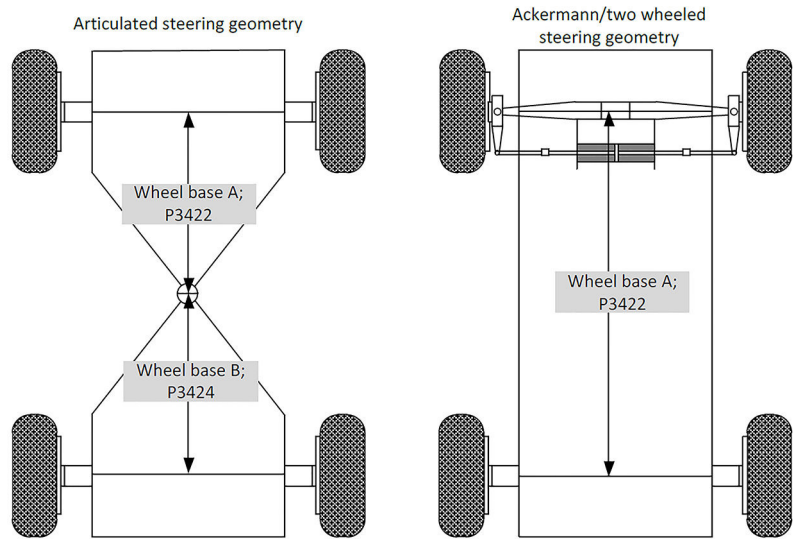 Articulated steering geometry
Ackermann/two wheeled
steering geometry
Wheel base A;
P3422
Wheel base B;
P3424
Wheel base A;
P3422